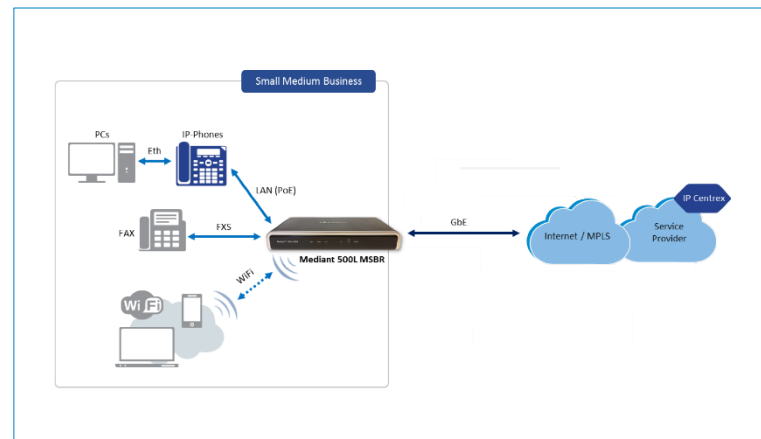 Small Medium Business
PCs
IP-Phones
Eth
LAN (PoE)
FAX
FXS
Mediant 500L MSBR
WiFi
Wi Fi
GbE
Internet / MPLS
Service
Provider
IP Centrex